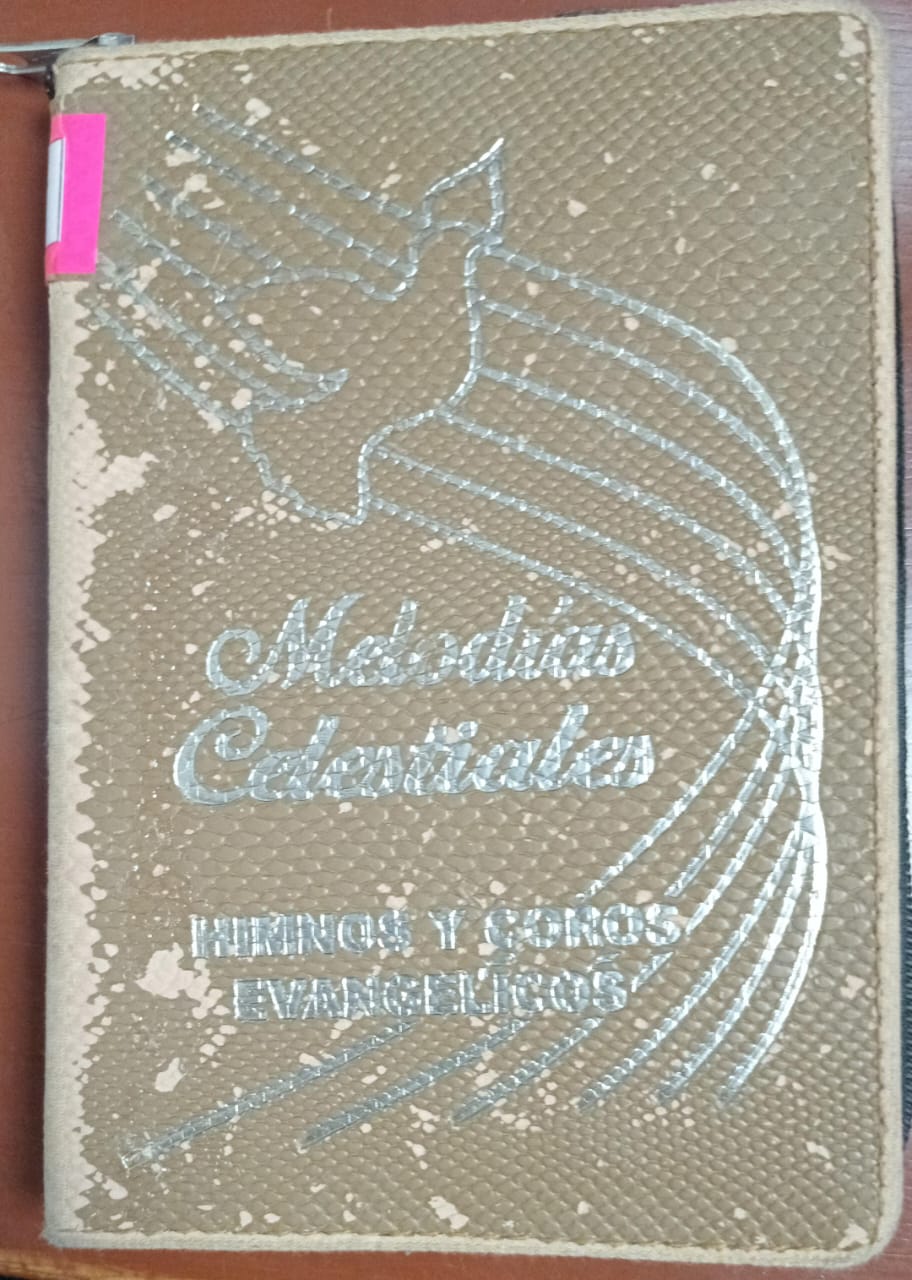 Melodías
Celestiales
HIMNOS Y COROS
EVANGELICOS